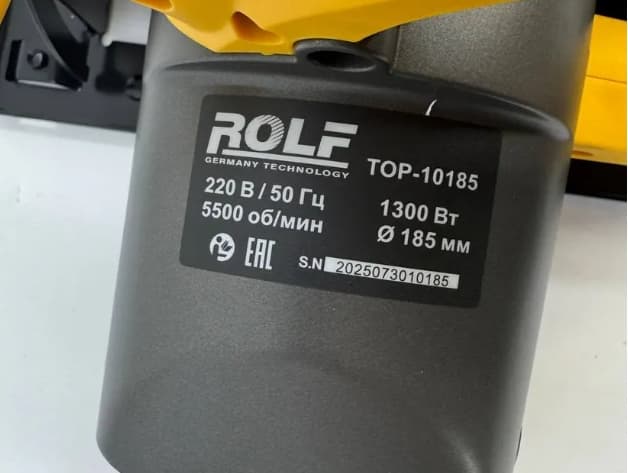 ROLF
GERMANY TECHNOLOGY
TOP-10185
220 В / 50 Гц
1300 Вт
5500 об/мин
Ø 185 мм
EAC
S.N 2025073010185